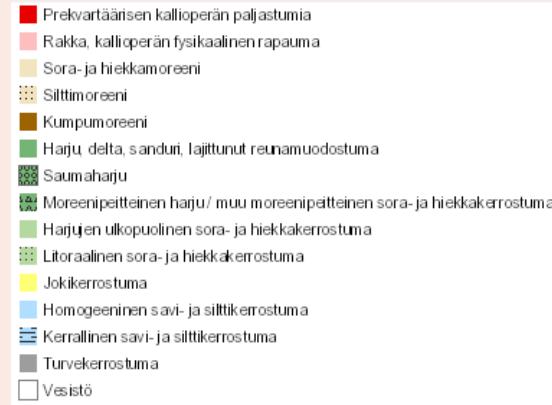 Prekvartäärisen kallioperän paljastumia
Rakka, kallioperän fysikaalinen rapauma
Sora- ja hiekkamoreeni
Silttimoreeni
Kumpumoreeni
Harju, delta, sanduri, lajittunut reunamuodostuma
Saumaharju
Moreenipeitteinen harju / muu moreenipeitteinen sora- ja hiekkakerrostuma
Harjujen ulkopuolinen sora- ja hiekkakerrostuma
Litoraalinen sora- ja hiekkakerrostuma
Jokikerrostuma
Homogeeninen savi- ja silttikerrostuma
Kerrallinen savi- ja silttikerrostuma
Turvekerrostuma
Vesistö